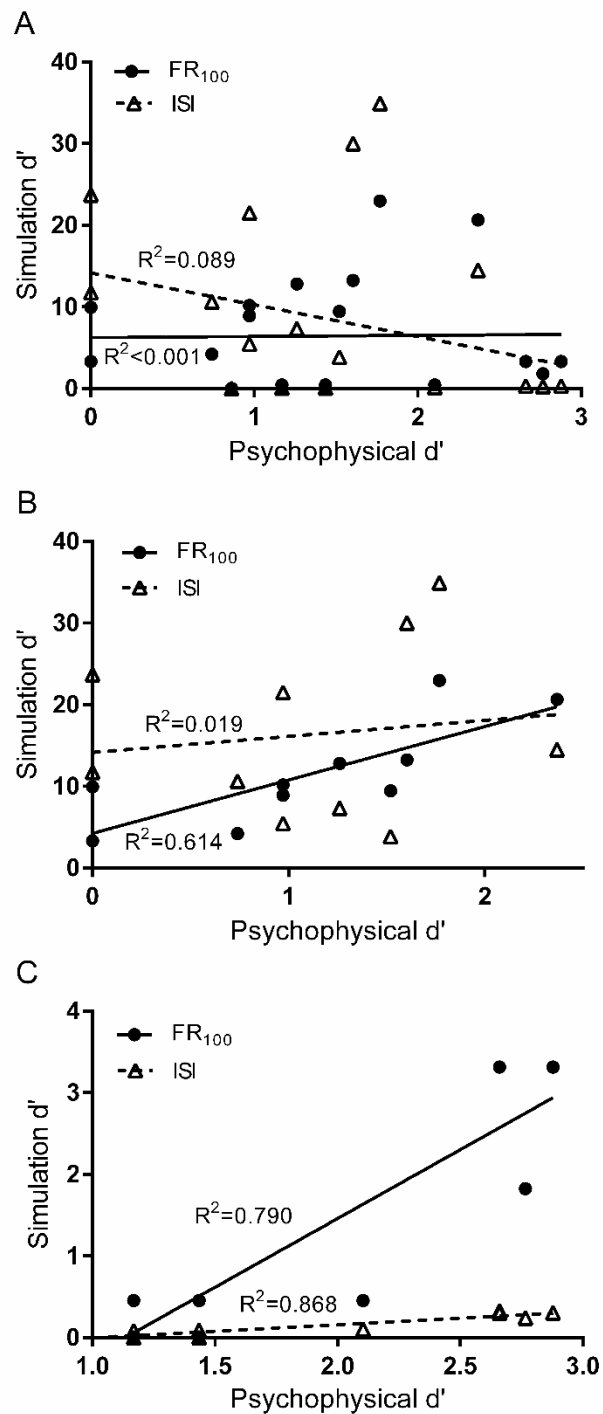 A
FR₁₀₀
ISI
40
30
20
10
0
Simulation d'
R²=0.089
R²<0.001
0 1 2 3
Psychophysical d'
B
FR₁₀₀
ISI
40
30
20
10
0
Simulation d'
R²=0.019
R²=0.614
0 1 2
Psychophysical d'
C
FR₁₀₀
ISI
4
3
2
1
0
Simulation d'
R²=0.790
R²=0.868
1.0 1.5 2.0 2.5 3.0
Psychophysical d'